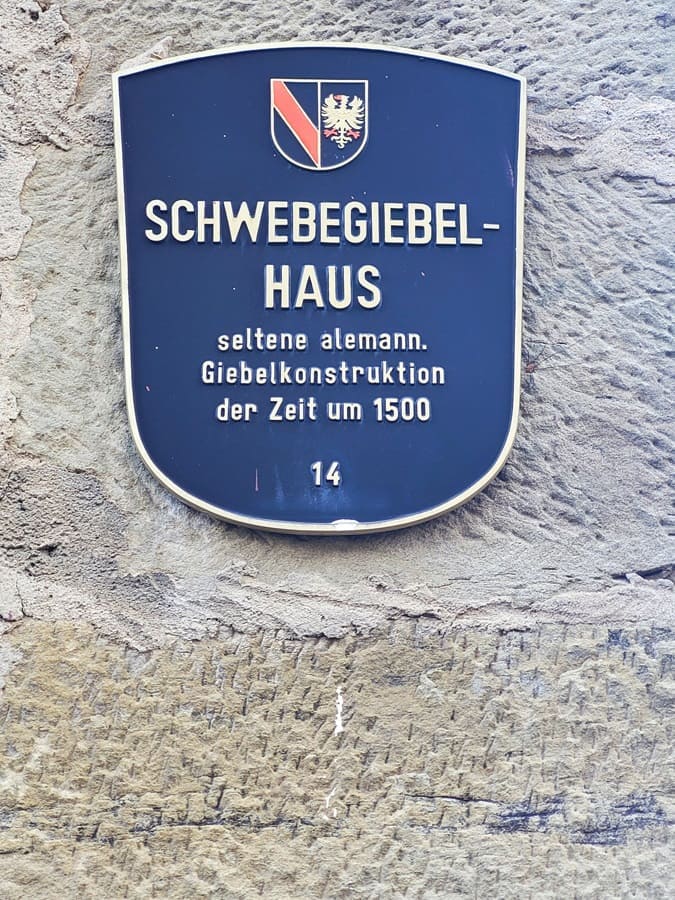 SCHWEBEGIEBEL-
HAUS
seltene alemann.
Giebelkonstruktion
der Zeit um 1500
14